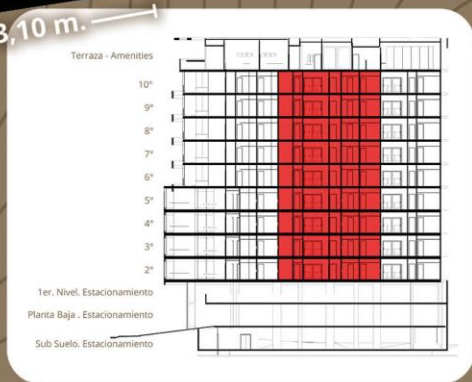 3,10 m.
Terraza - Amenities
10°
9°
8°
7°
6°
5°
4°
3°
2°
1er. Nivel. Estacionamiento
Planta Baja . Estacionamiento
Sub Suelo. Estacionamiento